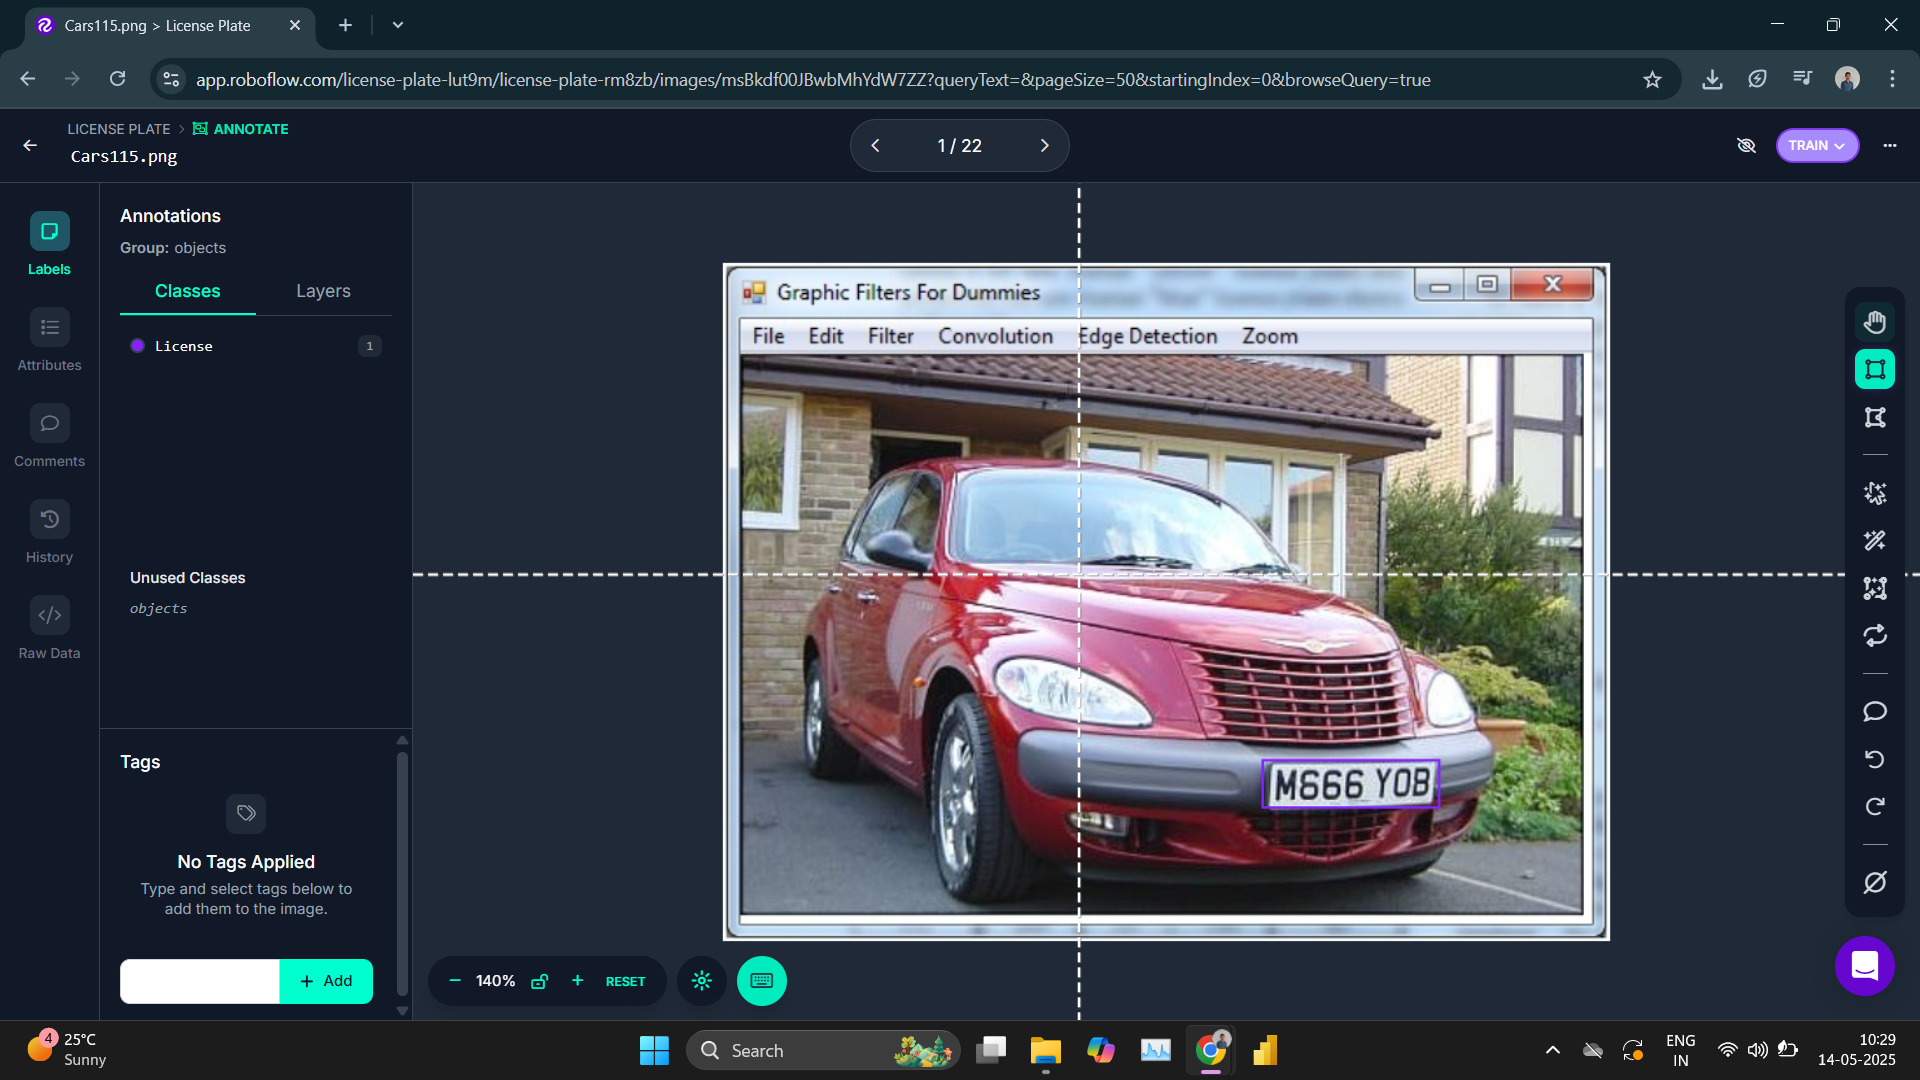 Cars115.png > License Plate
app.roboflow.com/license-plate-lut9m/license-plate-rm8zb/images/msBkdf00JBwbMhYdW7ZZ?queryText=&pageSize=50&startingIndex=0&browseQuery=true
LICENSE PLATE > ANNOTATE
Cars115.png
1 / 22
TRAIN
Labels
Attributes
Comments
History
Raw Data
Annotations
Group: objects
Classes Layers
License 1
Unused Classes
objects
Tags
No Tags Applied
Type and select tags below to
add them to the image.
+ Add
Graphic Filters For Dummies
File Edit Filter Convolution Edge Detection Zoom
M666 YOB
140%
RESET
4
25°C
Sunny
Search
ENG
IN
10:29
14-05-2025